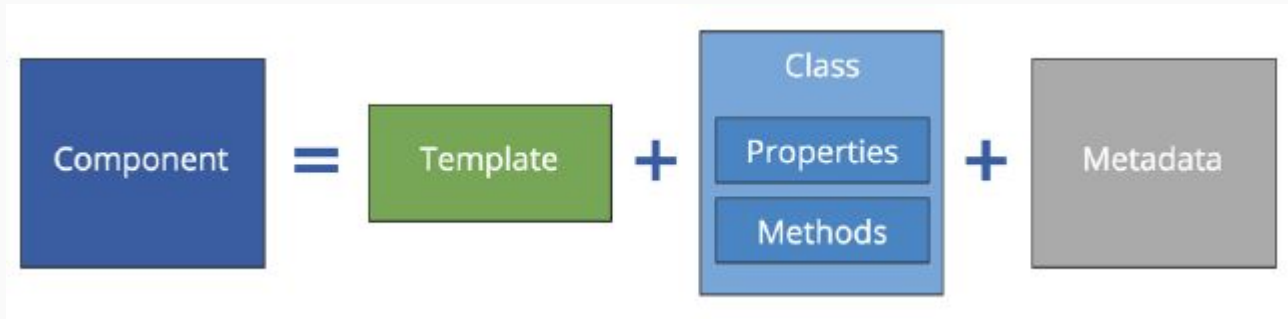 Component = Template + Class + Metadata
Properties
Methods